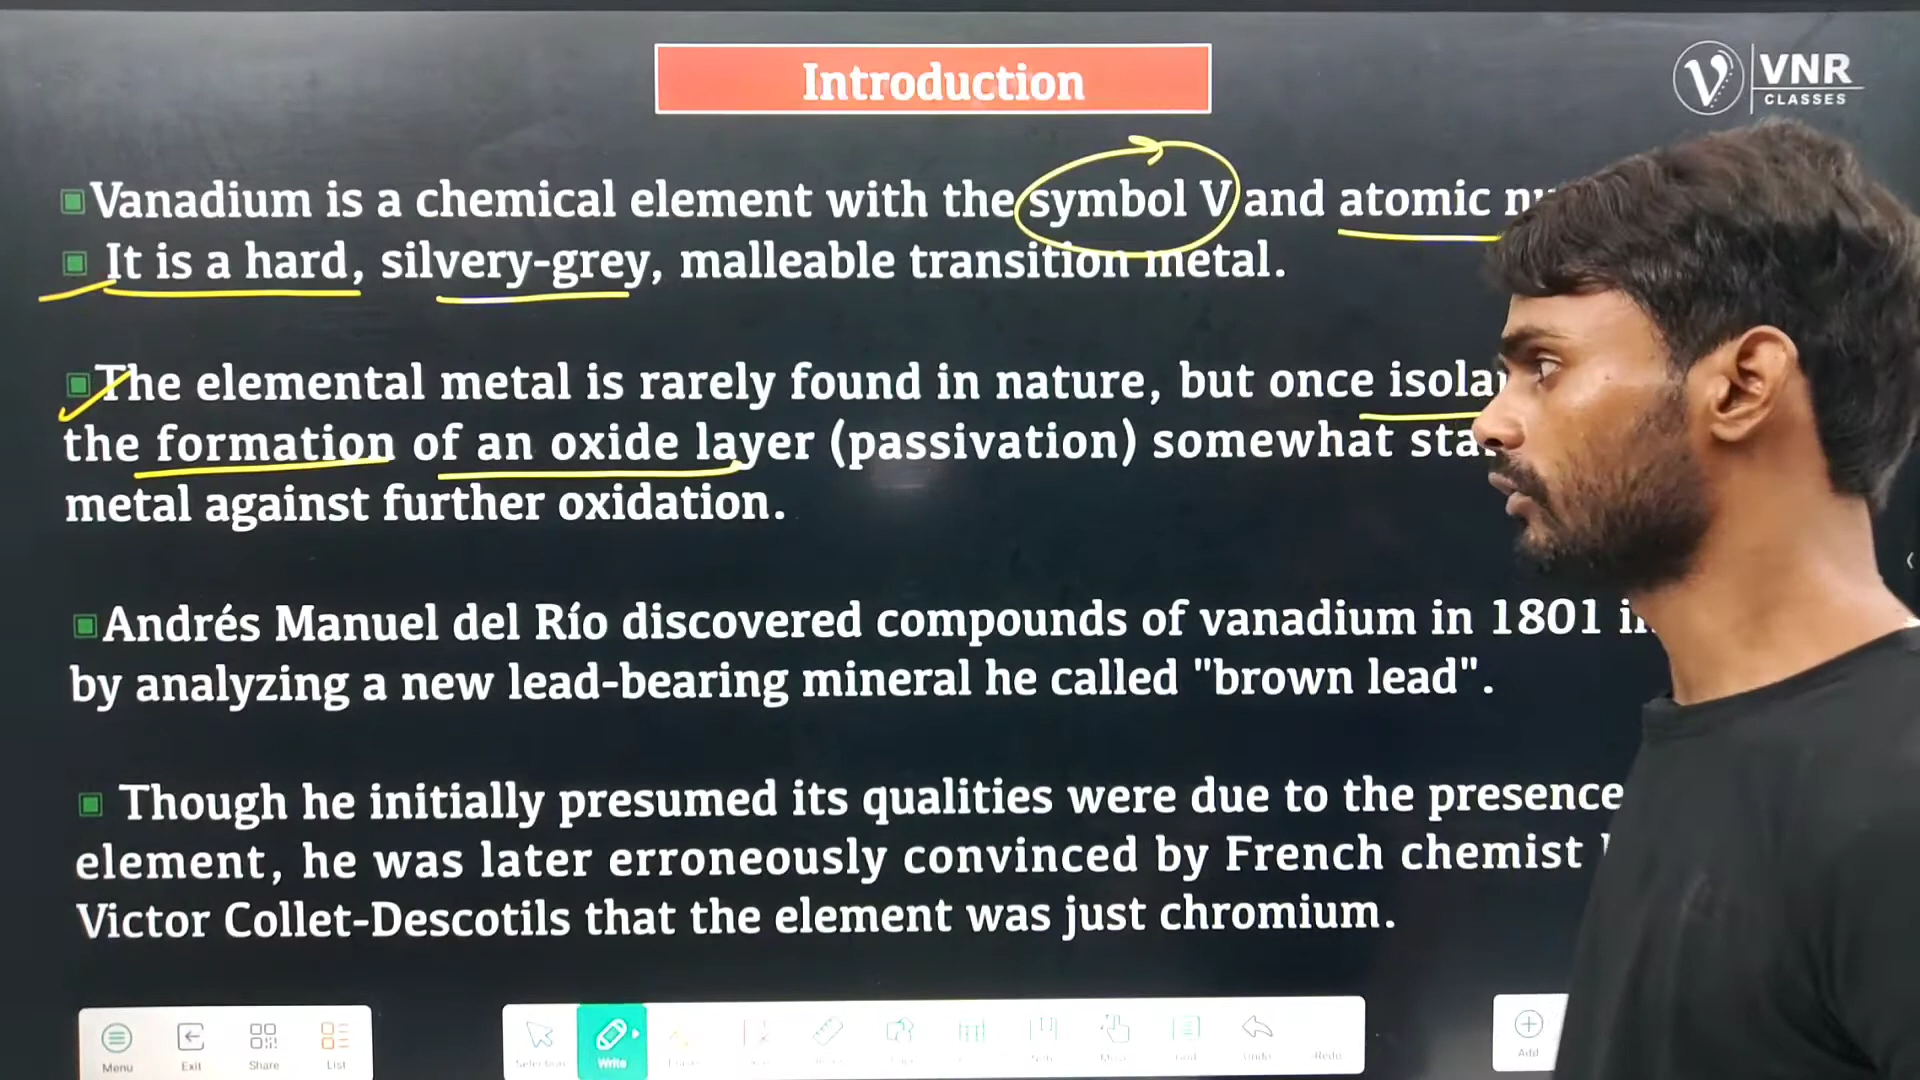 Introduction
VNR
CLASSES
Vanadium is a chemical element with the symbol V and atomic
It is a hard, silvery-grey, malleable transition metal.
The elemental metal is rarely found in nature, but once
the formation of an oxide layer (passivation) somewhat
metal against further oxidation.
Andrés Manuel del Río discovered compounds of vanadium in 1801
by analyzing a new lead-bearing mineral he called "brown lead".
Though he initially presumed its qualities were due to the presence
element, he was later erroneously convinced by French chemist
Victor Collet-Descotils that the element was just chromium.
Menu Exit Share List Selection Write Undo Redo Add